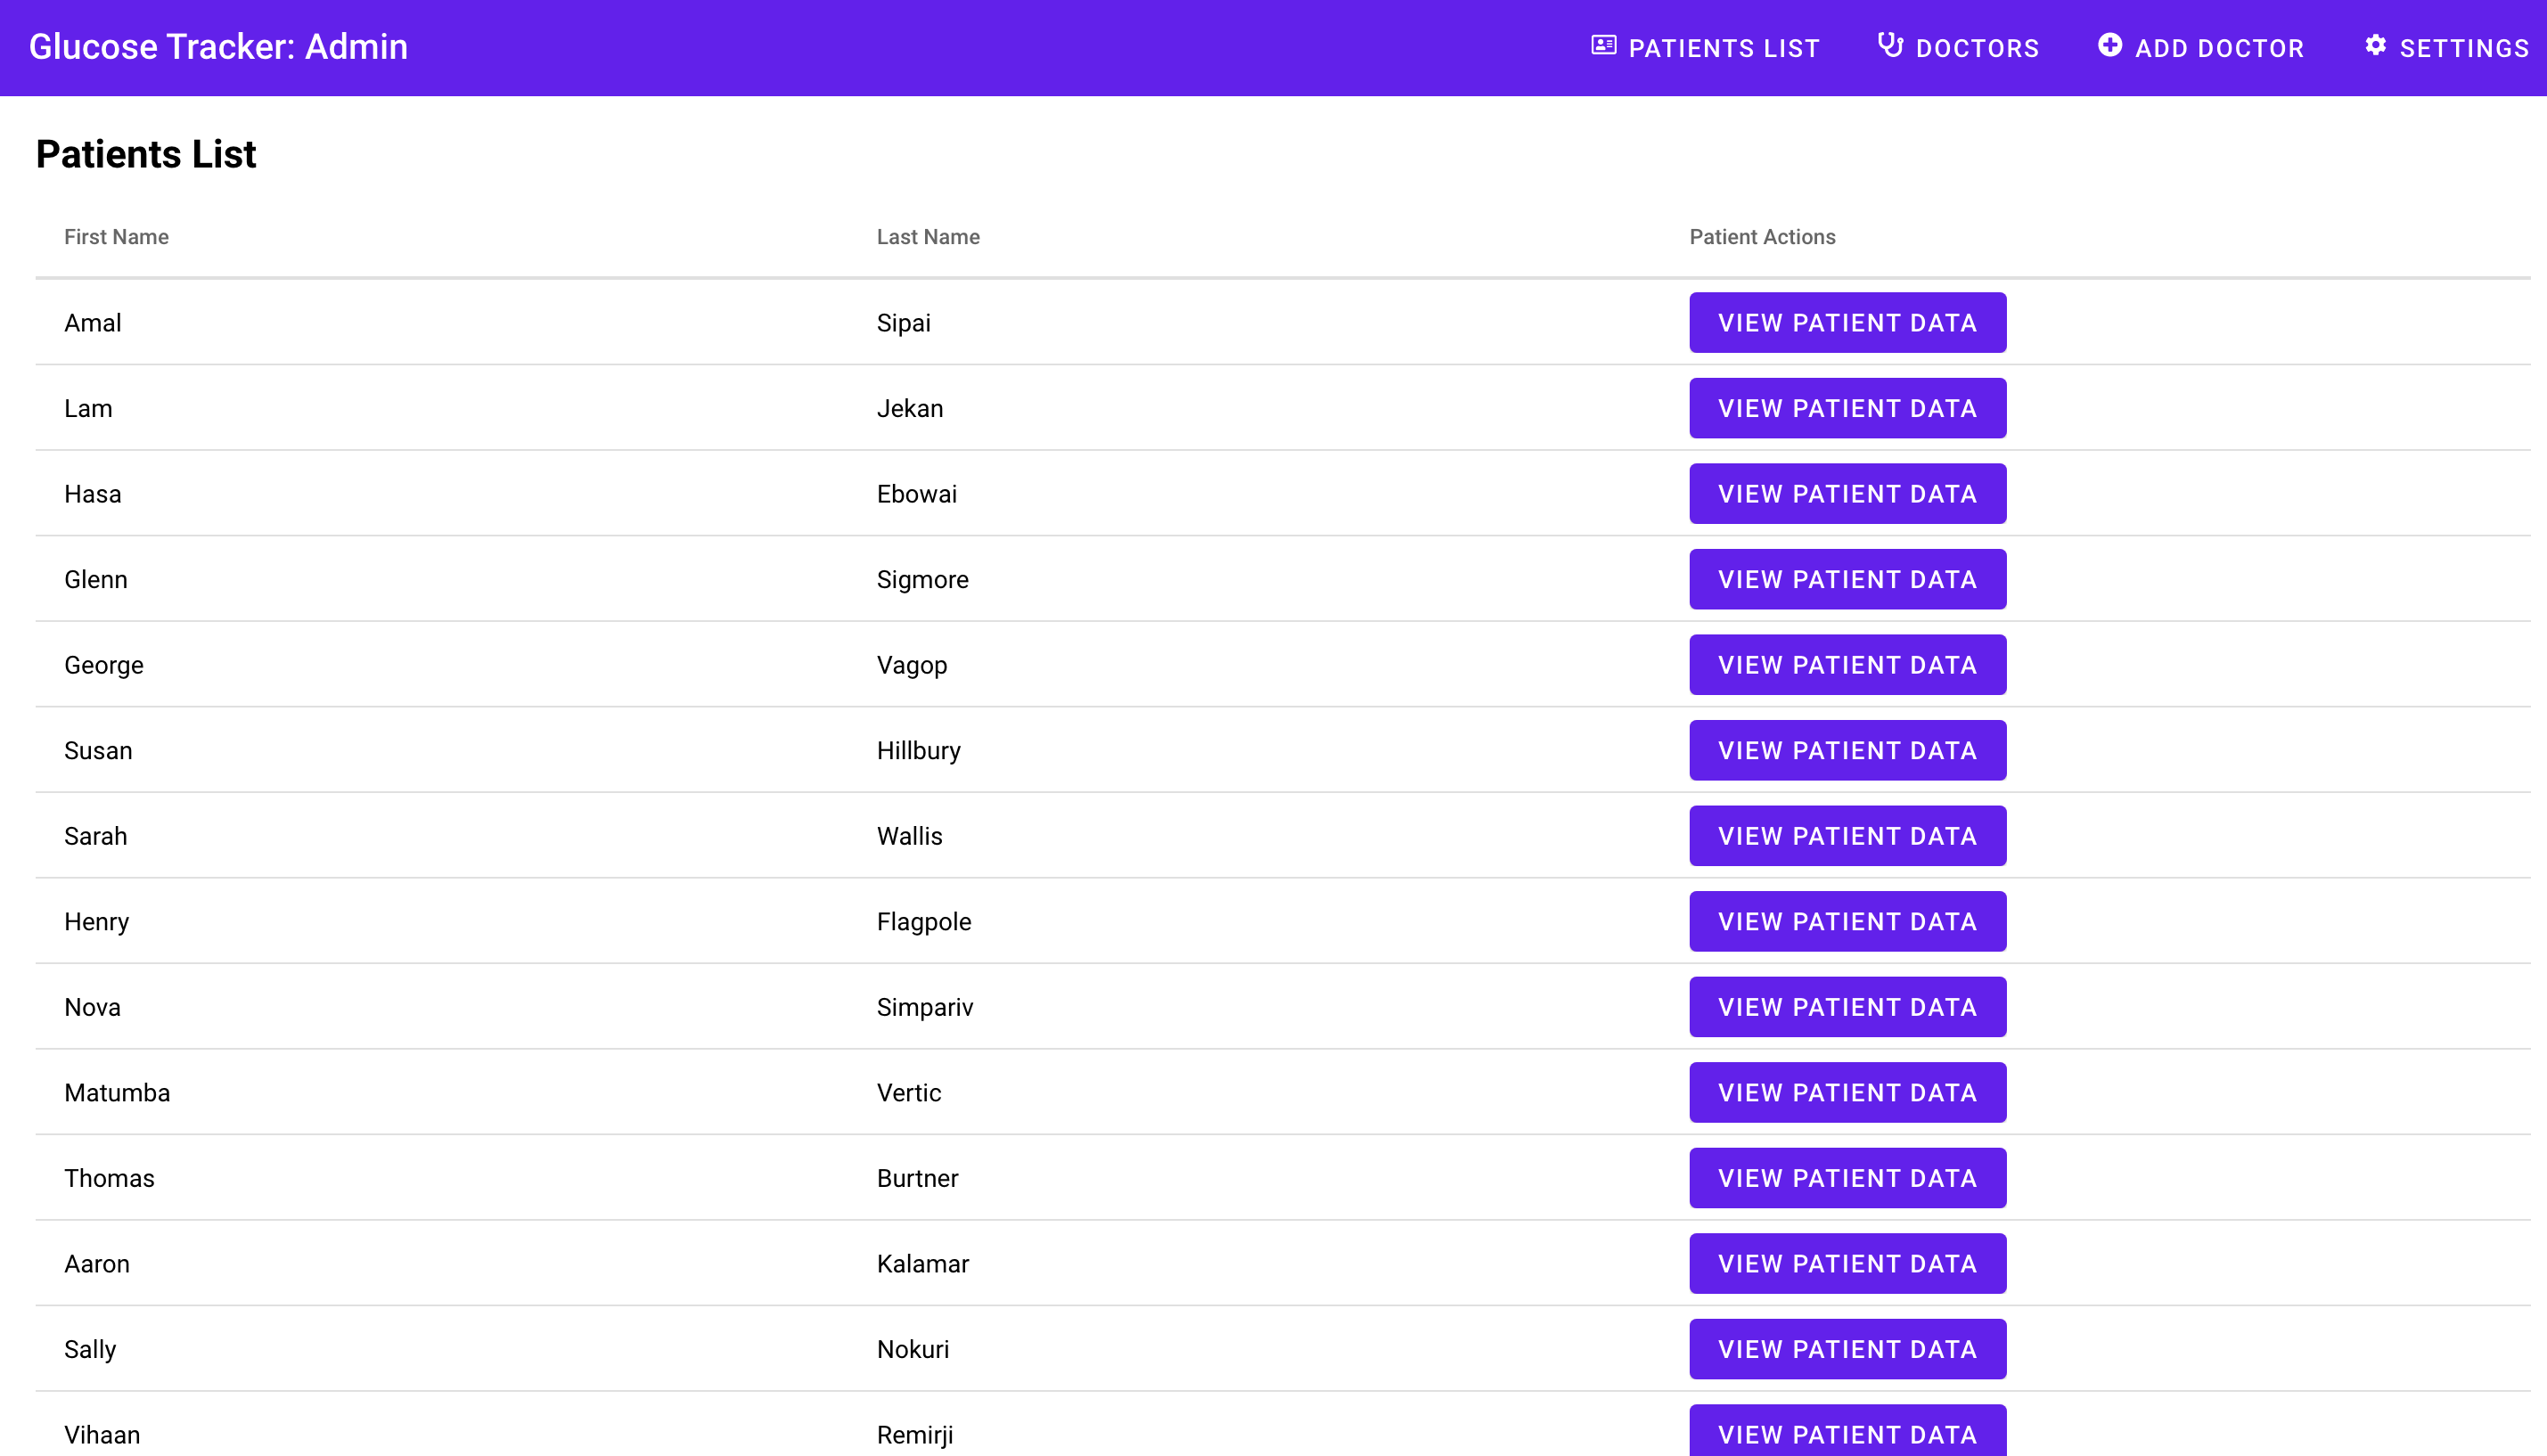 Glucose Tracker: Admin PATIENTS LIST DOCTORS ADD DOCTOR SETTINGS
Patients List
First Name Last Name Patient Actions
Amal Sipai VIEW PATIENT DATA
Lam Jekan VIEW PATIENT DATA
Hasa Ebowai VIEW PATIENT DATA
Glenn Sigmore VIEW PATIENT DATA
George Vagop VIEW PATIENT DATA
Susan Hillbury VIEW PATIENT DATA
Sarah Wallis VIEW PATIENT DATA
Henry Flagpole VIEW PATIENT DATA
Nova Simpariv VIEW PATIENT DATA
Matumba Vertic VIEW PATIENT DATA
Thomas Burtner VIEW PATIENT DATA
Aaron Kalamar VIEW PATIENT DATA
Sally Nokuri VIEW PATIENT DATA
Vihaan Remirji VIEW PATIENT DATA